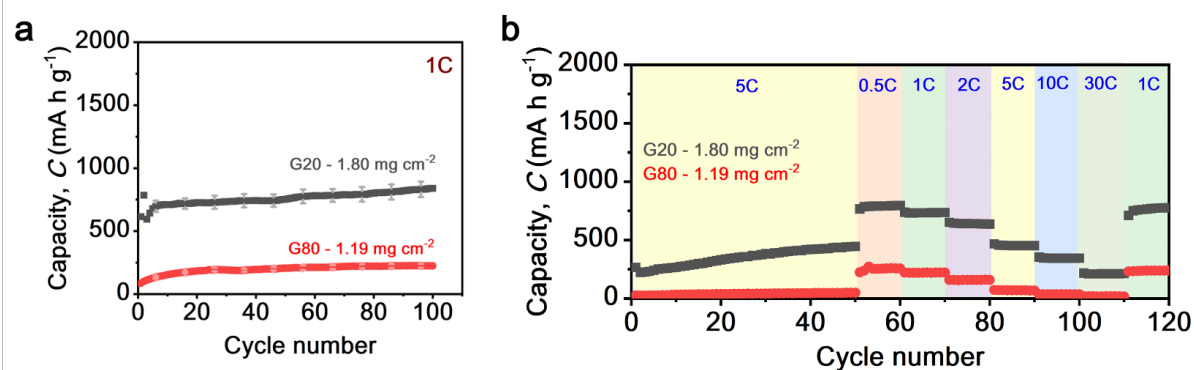 a
2000
1500
1000
500
0
Capacity, C (mA h g⁻¹)
1C
G20 - 1.80 mg cm⁻²
G80 - 1.19 mg cm⁻²
0 20 40 60 80 100
Cycle number
b
2000
1500
1000
500
0
Capacity, C (mA h g⁻¹)
5C 0.5C 1C 2C 5C 10C 30C 1C
G20 - 1.80 mg cm⁻²
G80 - 1.19 mg cm⁻²
0 20 40 60 80 100 120
Cycle number